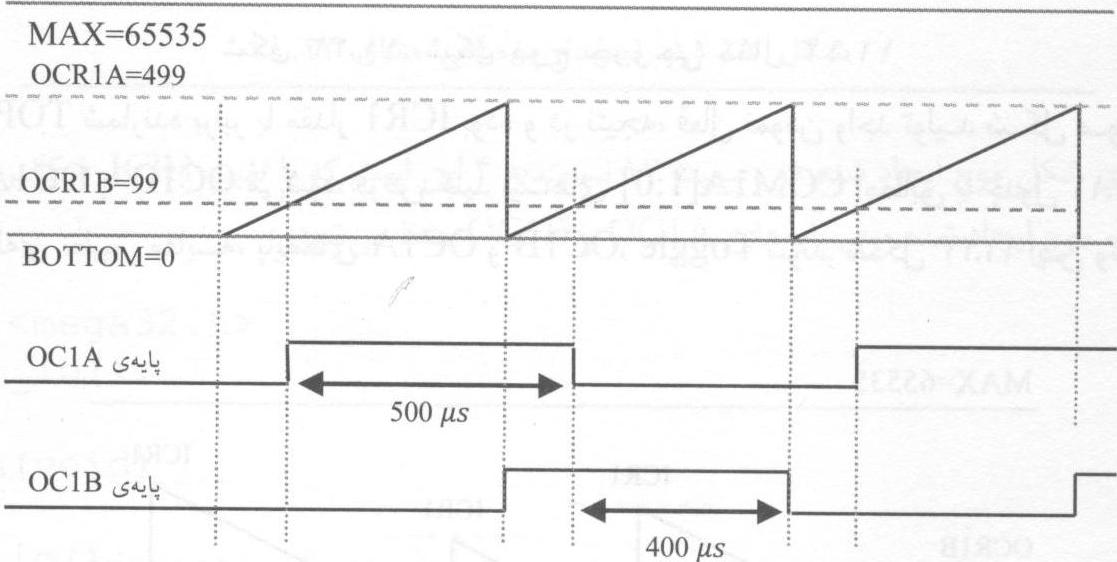 MAX=65535
OCR1A=499
OCR1B=99
BOTTOM=0
پایه‌ی OC1A
500 μs
پایه‌ی OC1B
400 μs